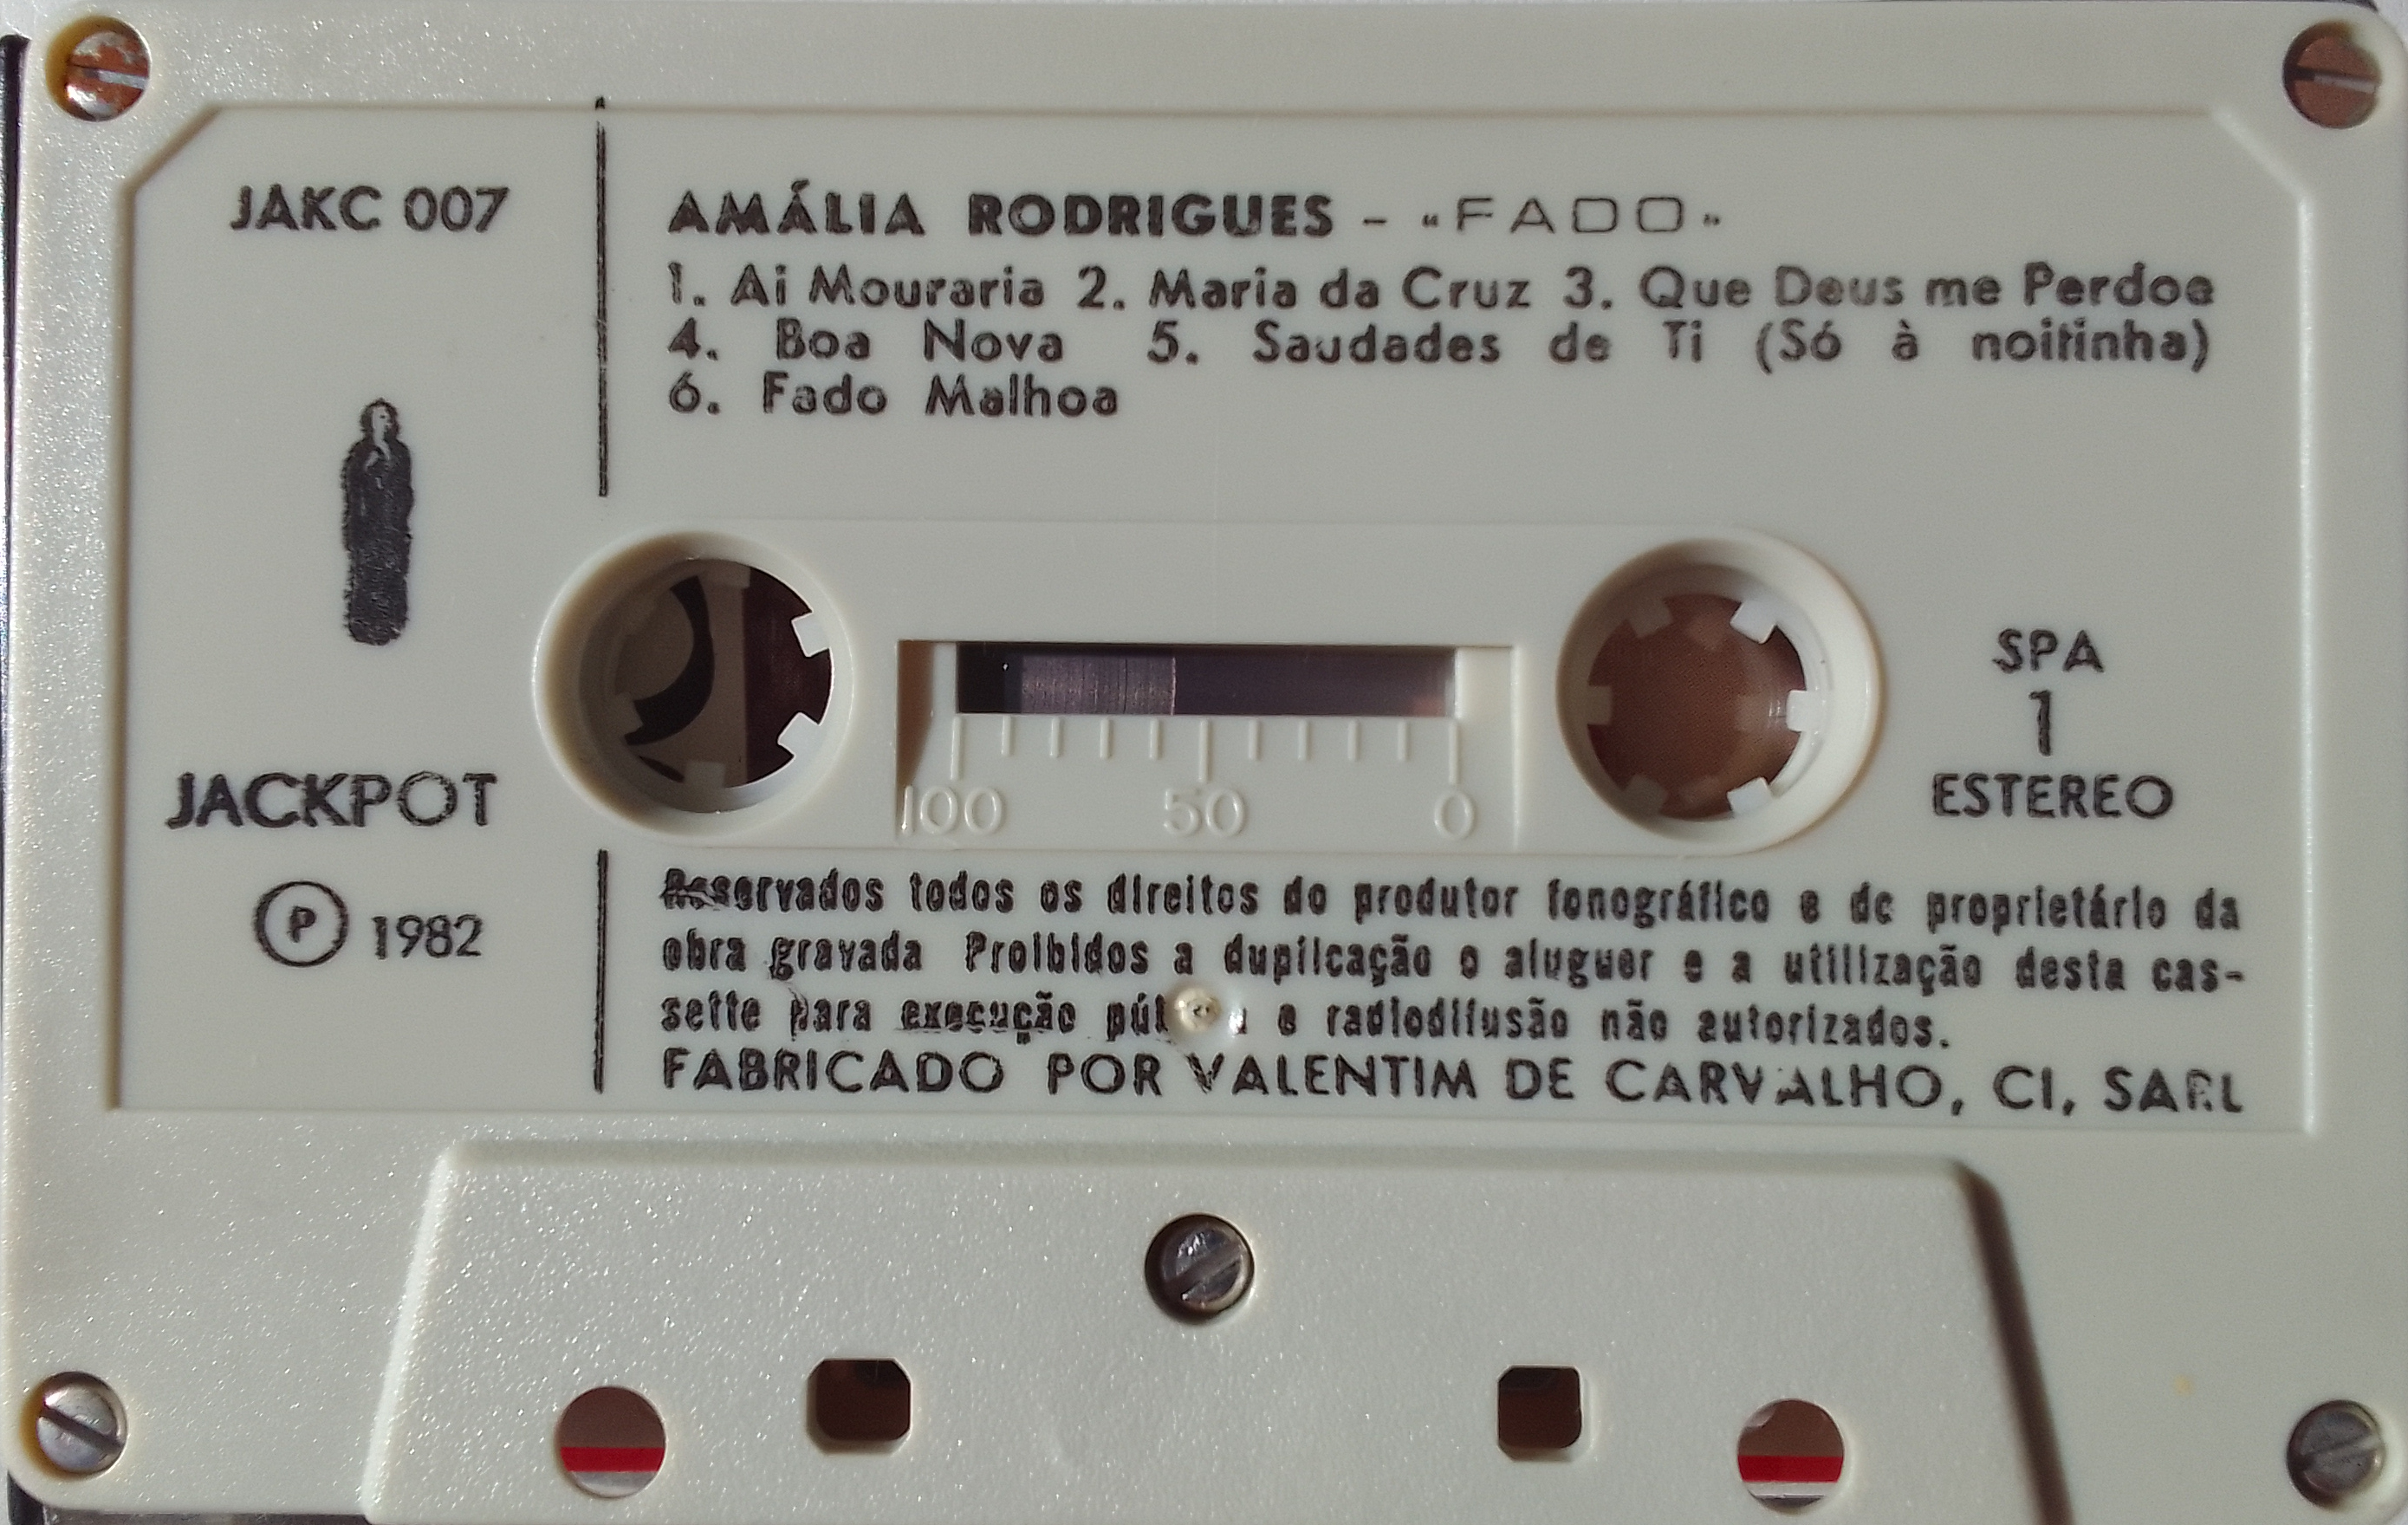 JAKC 007
AMÁLIA RODRIGUES - «FADO»
1. Ai Mouraria 2. Maria da Cruz 3. Que Deus me Perdoe
4. Boa Nova 5. Saudades de Ti (Só à noitinha)
6. Fado Malhoa
SPA
1
ESTEREO
100 50 0
JACKPOT
Ⓟ 1982
Reservados todos os direitos do produtor fonográfico e do proprietário da
obra gravada Proibidos a duplicação o aluguer e a utilização desta cas-
sette para execução e radiodifusão não autorizados.
FABRICADO POR VALENTIM DE CARVALHO, CI, SARL